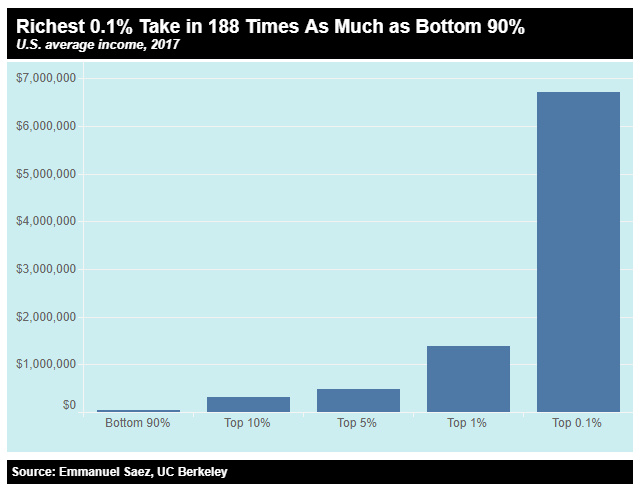 Richest 0.1% Take in 188 Times As Much as Bottom 90%
U.S. average income, 2017
$7,000,000
$6,000,000
$5,000,000
$4,000,000
$3,000,000
$2,000,000
$1,000,000
$0
Bottom 90% Top 10% Top 5% Top 1% Top 0.1%
Source: Emmanuel Saez, UC Berkeley